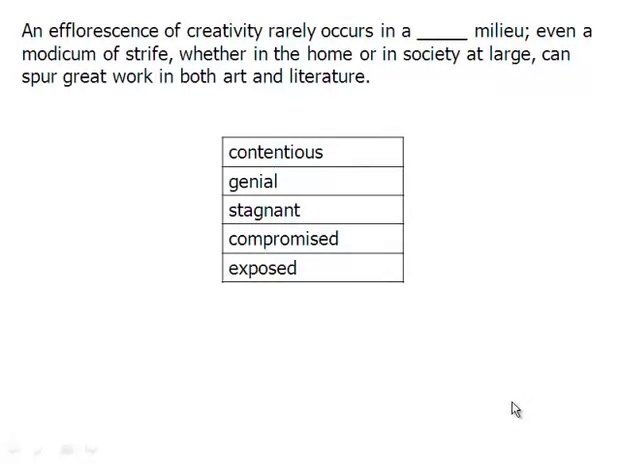 An efflorescence of creativity rarely occurs in a _____ milieu; even a
modicum of strife, whether in the home or in society at large, can
spur great work in both art and literature.
contentious
genial
stagnant
compromised
exposed